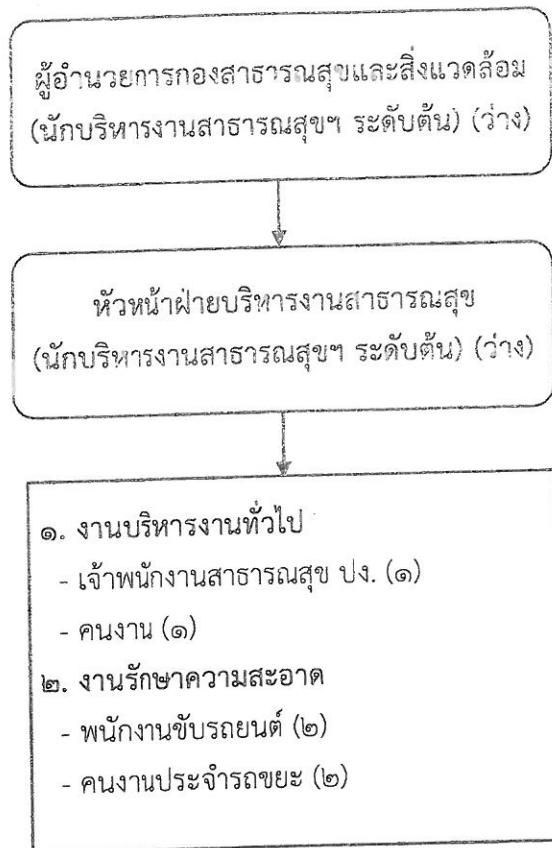 ผู้อำนวยการกองสาธารณสุขและสิ่งแวดล้อม
(นักบริหารงานสาธารณสุขฯ ระดับต้น) (ว่าง)
หัวหน้าฝ่ายบริหารงานสาธารณสุข
(นักบริหารงานสาธารณสุขฯ ระดับต้น) (ว่าง)
๑. งานบริหารงานทั่วไป
- เจ้าพนักงานสาธารณสุข ปง. (๑)
- คนงาน (๑)
๒. งานรักษาความสะอาด
- พนักงานขับรถยนต์ (๒)
- คนงานประจำรถขยะ (๒)